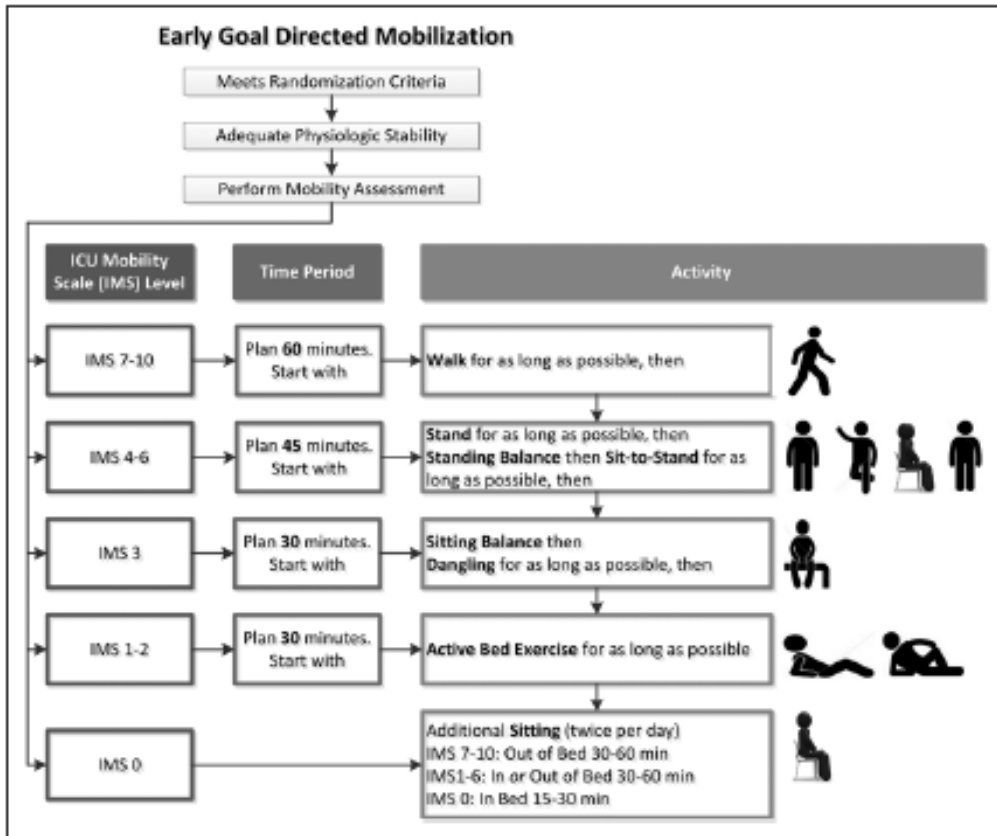 Early Goal Directed Mobilization
Meets Randomization Criteria
Adequate Physiologic Stability
Perform Mobility Assessment
ICU Mobility
Scale [IMS] Level
Time Period
Activity
IMS 7-10
Plan 60 minutes.
Start with
Walk for as long as possible, then
IMS 4-6
Plan 45 minutes.
Start with
Stand for as long as possible, then
Standing Balance then Sit-to-Stand for as
long as possible, then
IMS 3
Plan 30 minutes.
Start with
Sitting Balance then
Dangling for as long as possible, then
IMS 1-2
Plan 30 minutes.
Start with
Active Bed Exercise for as long as possible
IMS 0
Additional Sitting (twice per day)
IMS 7-10: Out of Bed 30-60 min
IMS1-6: In or Out of Bed 30-60 min
IMS 0: In Bed 15-30 min